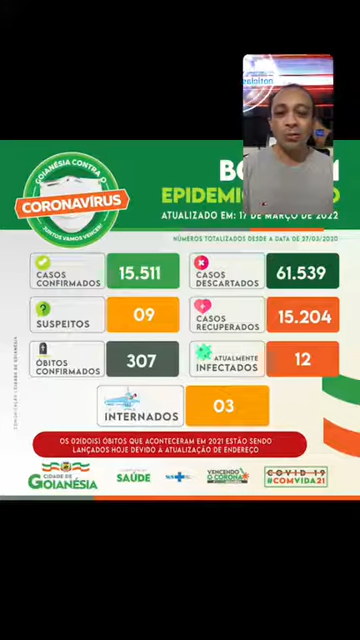 GOIANÉSIA CONTRA O
CORONAVÍRUS
JUNTOS VAMOS VENCER!
ATUALIZADO EM: 17 DE MARÇO DE 2022
NÚMEROS TOTALIZADOS DESDE A DATA DE 27/03/2020
CASOS CONFIRMADOS
15.511
CASOS DESCARTADOS
61.539
SUSPEITOS
09
CASOS RECUPERADOS
15.204
ÓBITOS CONFIRMADOS
307
ATUALMENTE INFECTADOS
12
INTERNADOS
03
OS 02(DOIS) ÓBITOS QUE ACONTECERAM EM 2021 ESTÃO SENDO
LANÇADOS HOJE DEVIDO À ATUALIZAÇÃO DE ENDEREÇO
CIDADE DE
GOIANÉSIA
SAÚDE
SUS
VENCENDO
O CORONA
COVID-19
#COMVIDA21